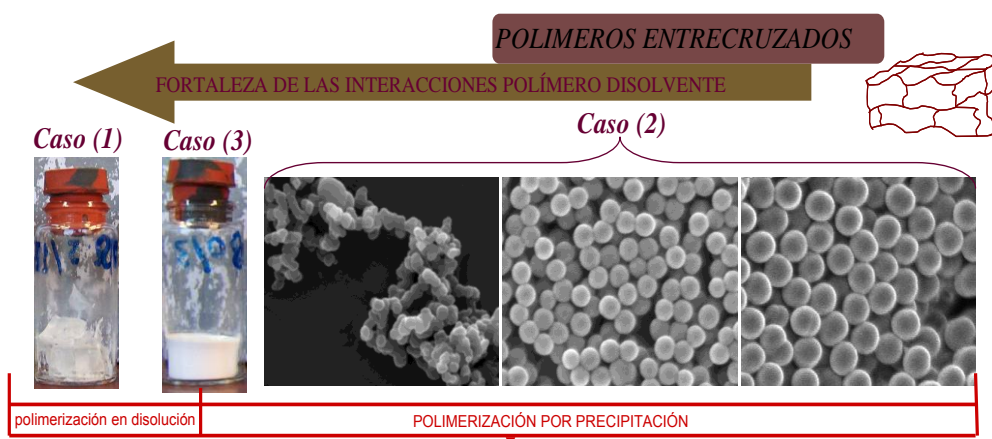 POLIMEROS ENTRECRUZADOS
FORTALEZA DE LAS INTERACCIONES POLÍMERO DISOLVENTE
Caso (1)
Caso (3)
Caso (2)
polimerización en disolución
POLIMERIZACIÓN POR PRECIPITACIÓN